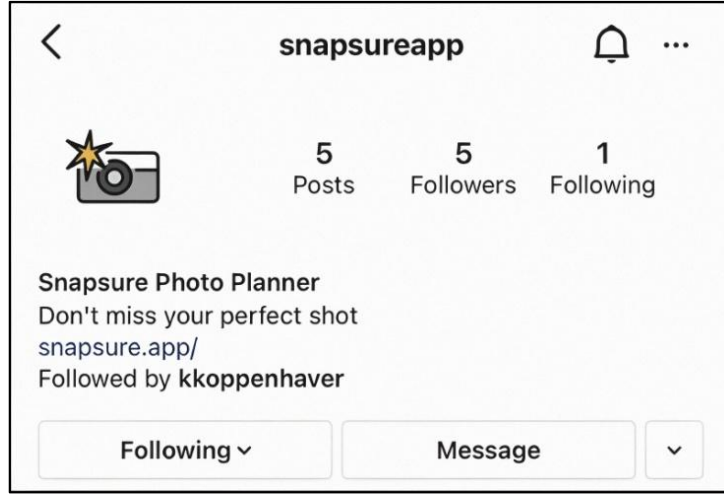 snapsureapp
5 5 1
Posts Followers Following
Snapsure Photo Planner
Don't miss your perfect shot
snapsure.app/
Followed by kkoppenhaver
Following Message